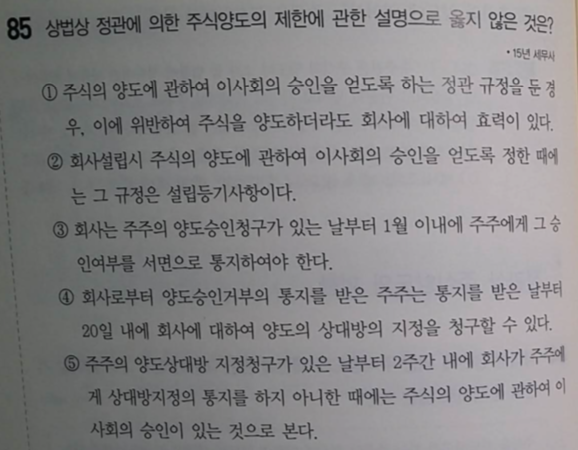 85 상법상 정관에 의한 주식양도의 제한에 관한 설명으로 옳지 않은 것은?
• 15년 세무사
① 주식의 양도에 관하여 이사회의 승인을 얻도록 하는 정관 규정을 둔 경
우, 이에 위반하여 주식을 양도하더라도 회사에 대하여 효력이 있다.
② 회사설립시 주식의 양도에 관하여 이사회의 승인을 얻도록 정한 때에
는 그 규정은 설립등기사항이다.
③ 회사는 주주의 양도승인청구가 있는 날부터 1월 이내에 주주에게 그 승
인여부를 서면으로 통지하여야 한다.
④ 회사로부터 양도승인거부의 통지를 받은 주주는 통지를 받은 날부터
20일 내에 회사에 대하여 양도의 상대방의 지정을 청구할 수 있다.
⑤ 주주의 양도상대방 지정청구가 있은 날부터 2주간 내에 회사가 주주에
게 상대방지정의 통지를 하지 아니한 때에는 주식의 양도에 관하여 이
사회의 승인이 있는 것으로 본다.